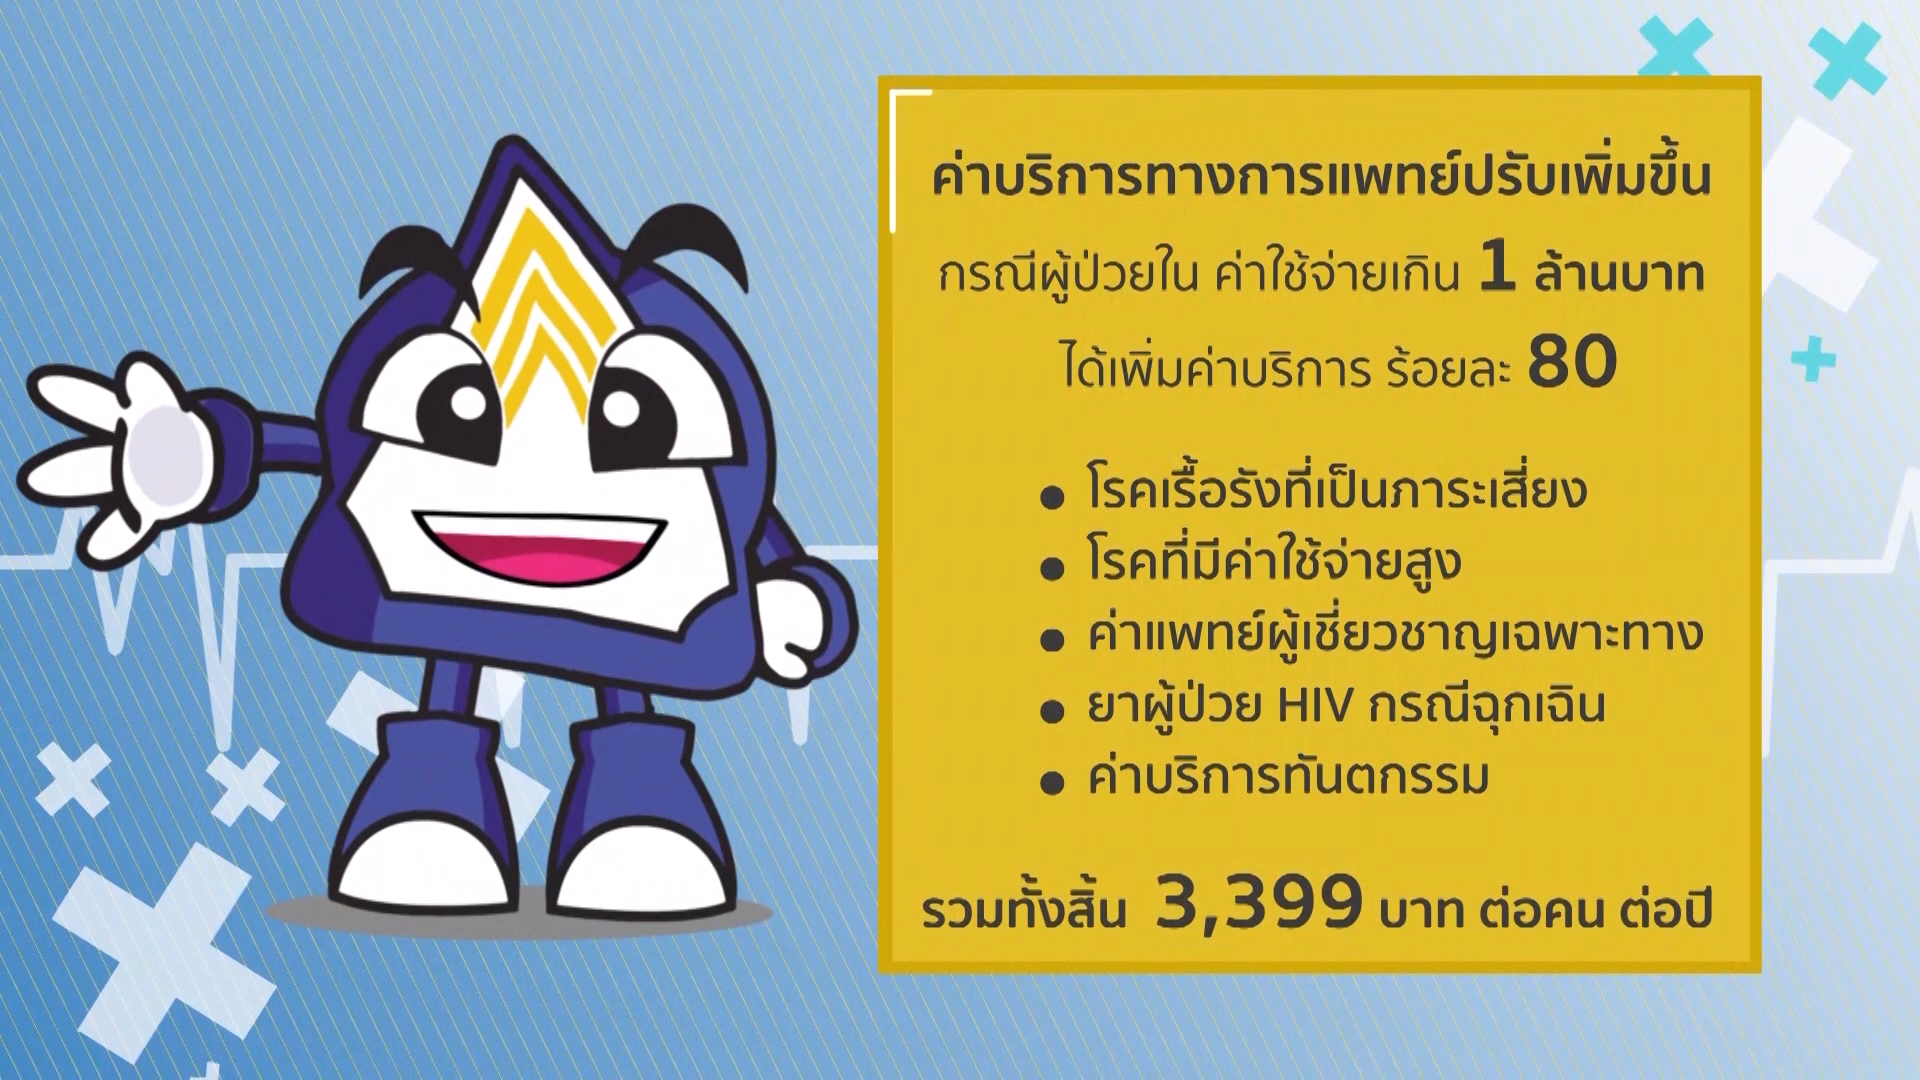 ค่าบริการทางการแพทย์ปรับเพิ่มขึ้น
กรณีผู้ป่วยใน ค่าใช้จ่ายเกิน 1 ล้านบาท
ได้เพิ่มค่าบริการ ร้อยละ 80
• โรคเรื้อรังที่เป็นภาระเสี่ยง
• โรคที่มีค่าใช้จ่ายสูง
• ค่าแพทย์ผู้เชี่ยวชาญเฉพาะทาง
• ยาผู้ป่วย HIV กรณีฉุกเฉิน
• ค่าบริการทันตกรรม
รวมทั้งสิ้น 3,399 บาท ต่อคน ต่อปี